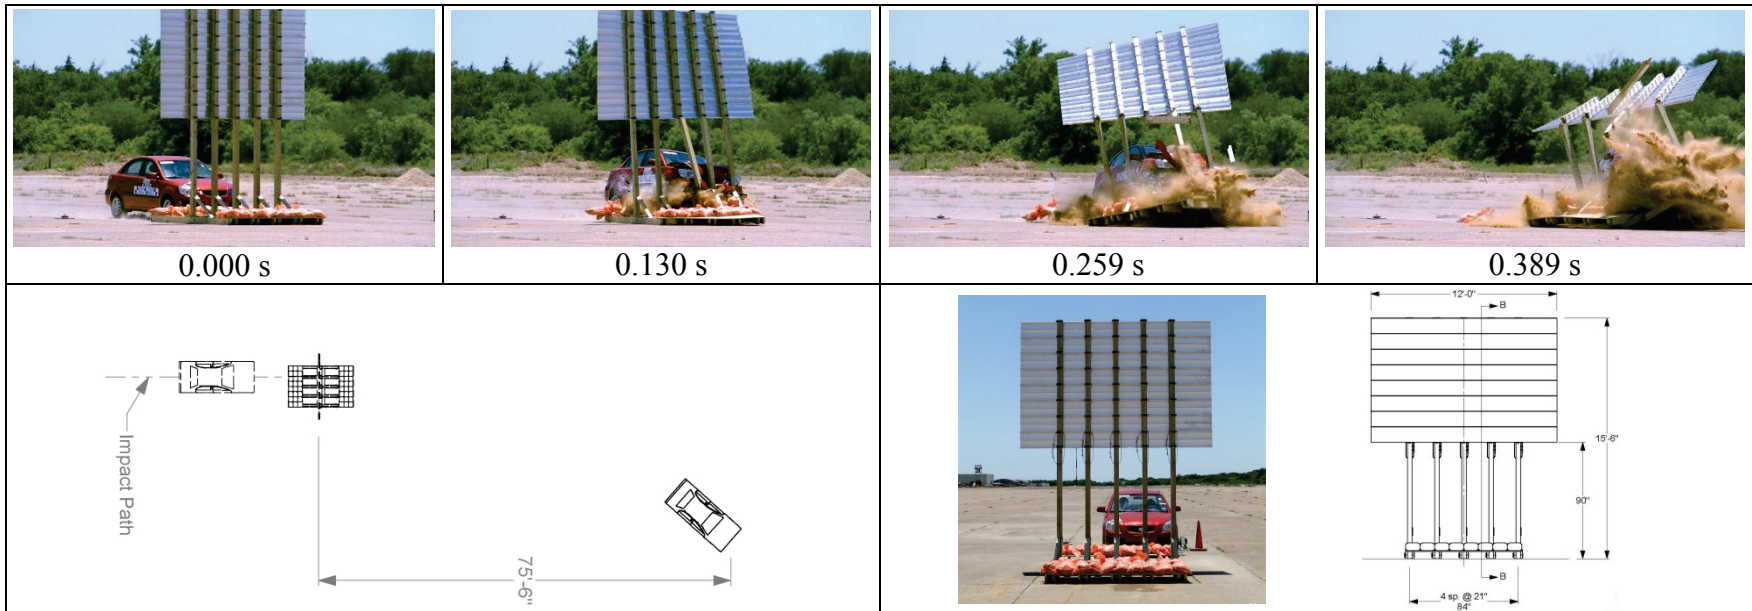 0.000 s
0.130 s
0.259 s
0.389 s
Impact Path
75'-6"
12'-0"
B
15'-6"
90"
B
4 sp. @ 21"
84"